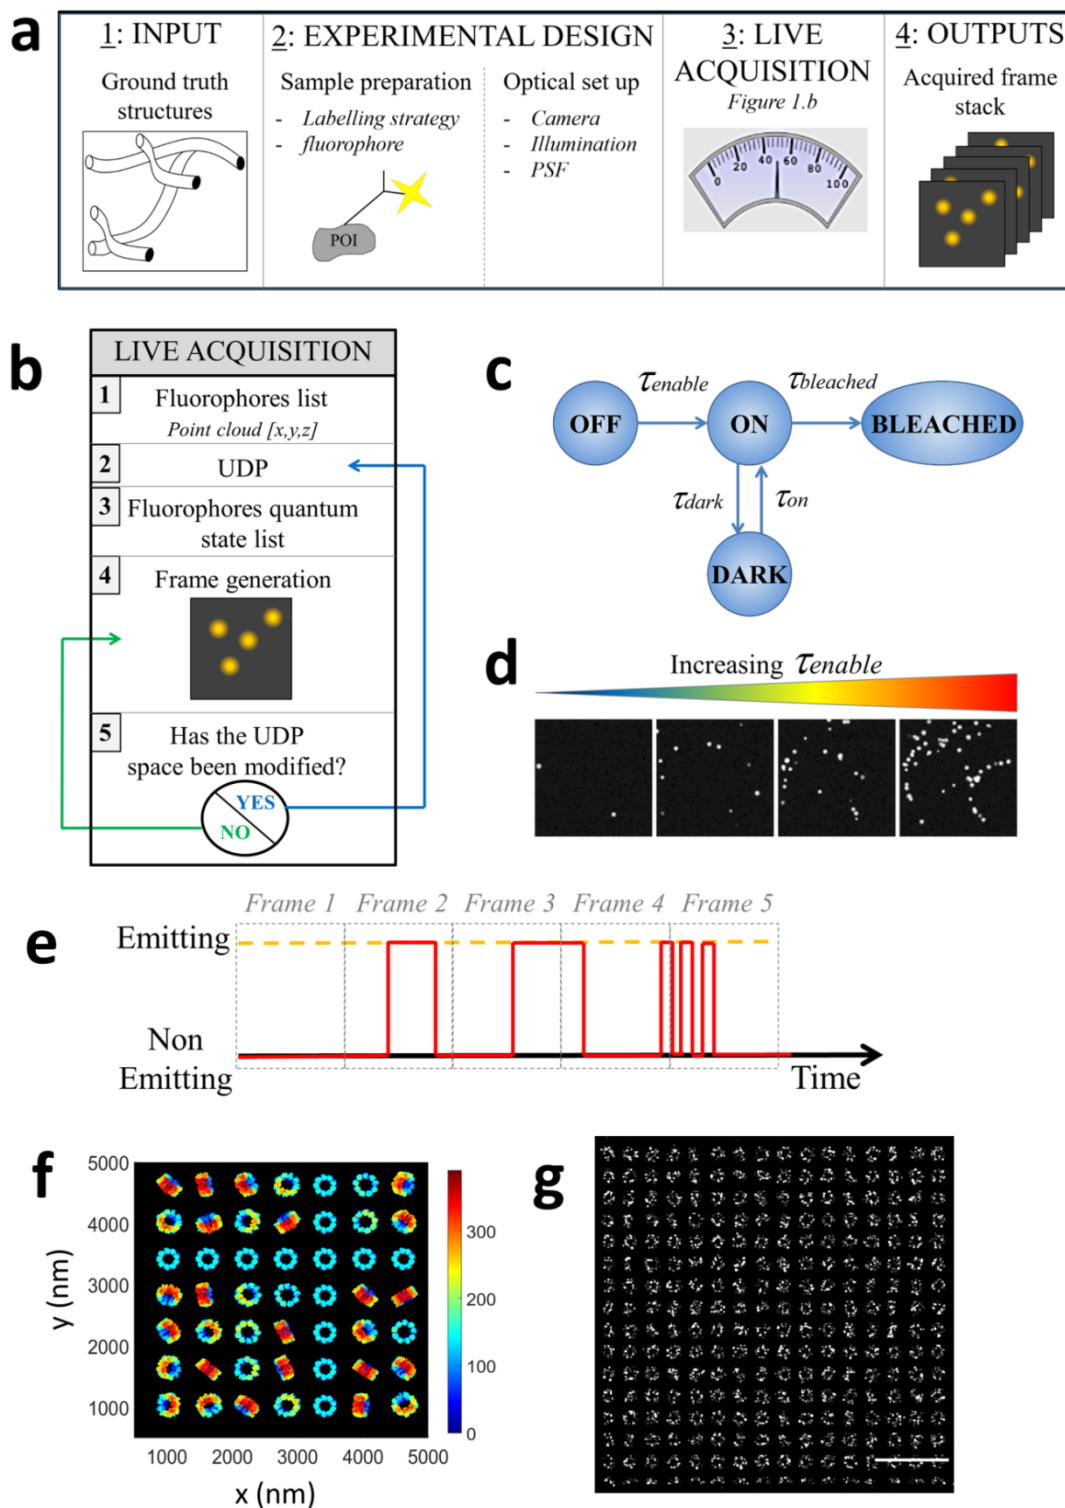 a
1: INPUT
Ground truth
structures
2: EXPERIMENTAL DESIGN
Sample preparation
- Labelling strategy
- fluorophore
POI
Optical set up
- Camera
- Illumination
- PSF
3: LIVE
ACQUISITION
Figure 1.b
0 20 40 60 80 100
4: OUTPUTS
Acquired frame
stack
b
LIVE ACQUISITION
1 Fluorophores list
Point cloud [x,y,z]
2 UDP
3 Fluorophores quantum
state list
4 Frame generation
5 Has the UDP
space been modified?
YES
NO
c
OFF τenable ON τbleached BLEACHED
τdark τon
DARK
d
Increasing τenable
e
Frame 1 Frame 2 Frame 3 Frame 4 Frame 5
Emitting
Non
Emitting
Time
f
5000
4000
3000
2000
1000
y (nm)
1000 2000 3000 4000 5000
x (nm)
300
200
100
0
g